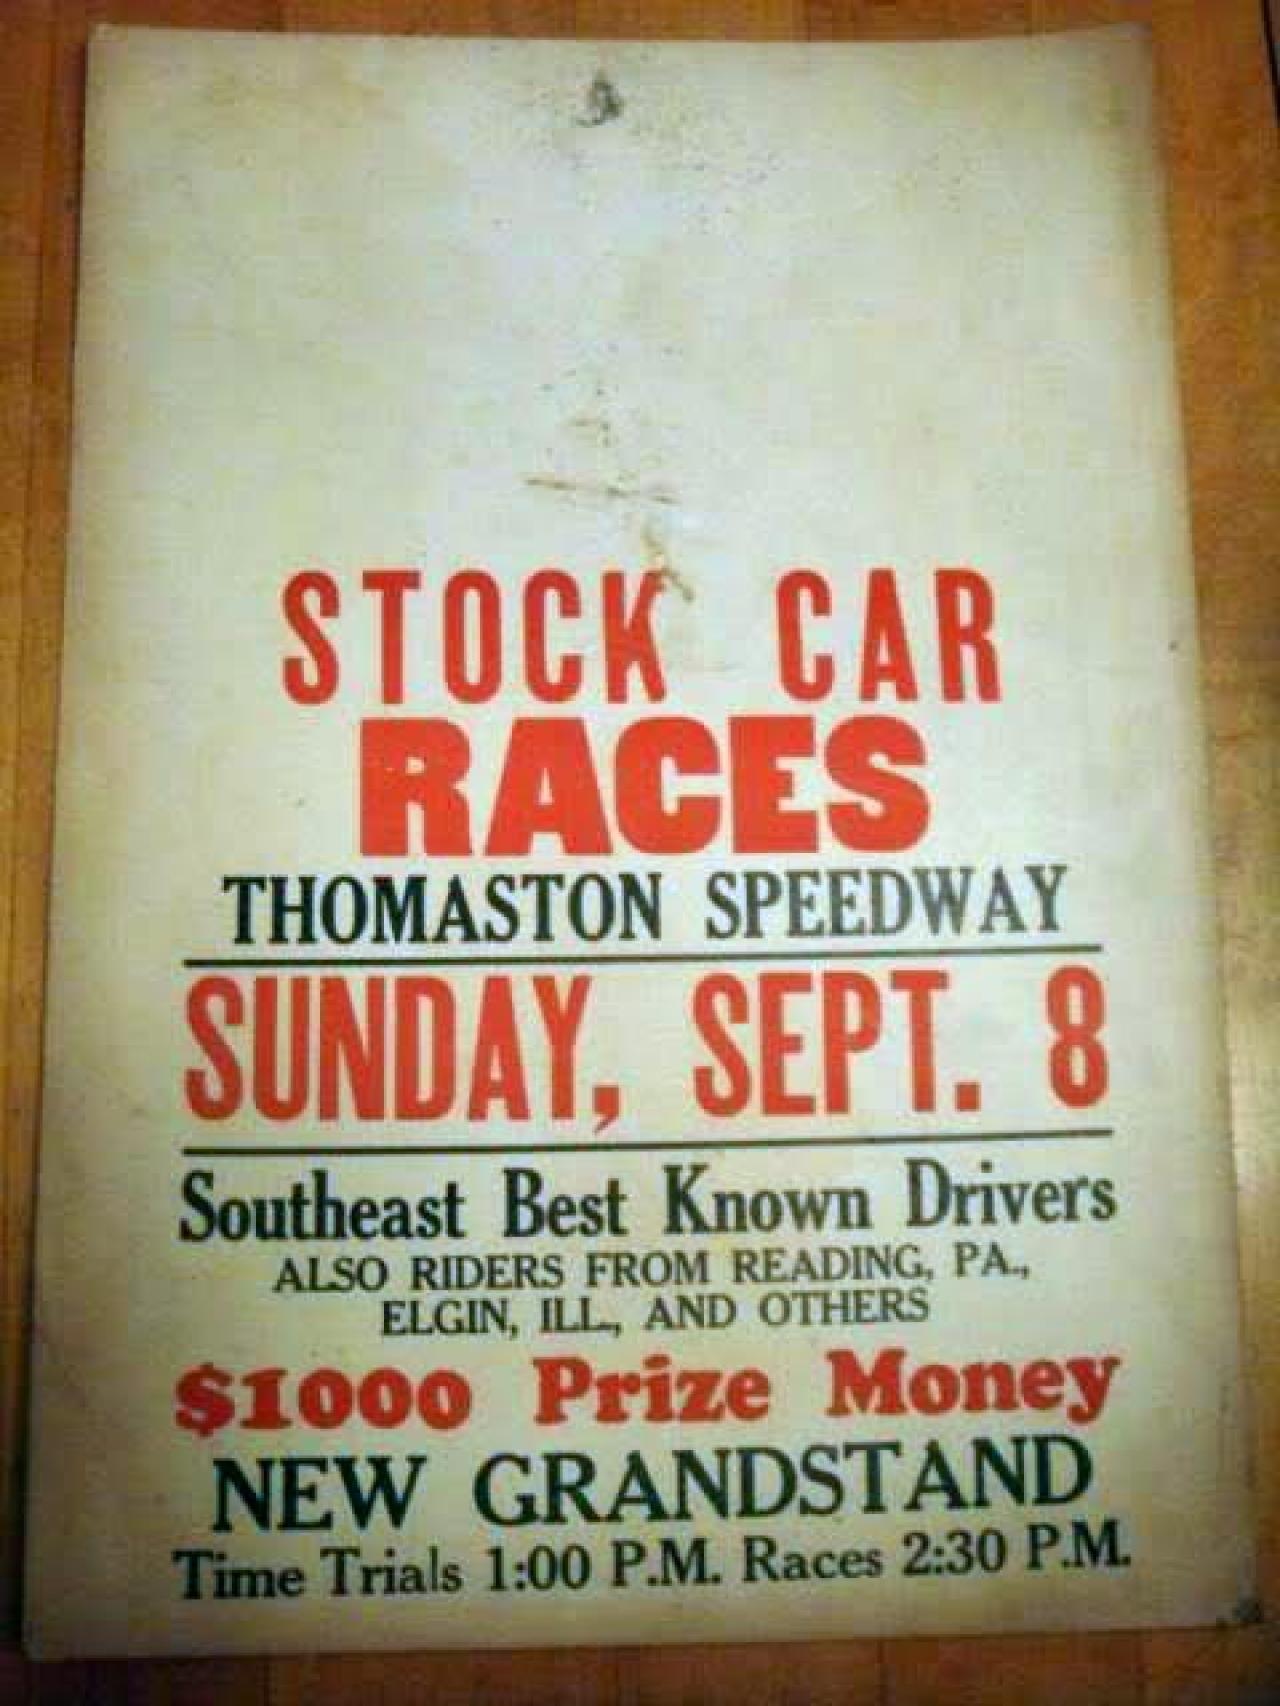 STOCK CAR
RACES
THOMASTON SPEEDWAY
SUNDAY, SEPT. 8
Southeast Best Known Drivers
ALSO RIDERS FROM READING, PA.,
ELGIN, ILL., AND OTHERS
$1000 Prize Money
NEW GRANDSTAND
Time Trials 1:00 P.M. Races 2:30 P.M.